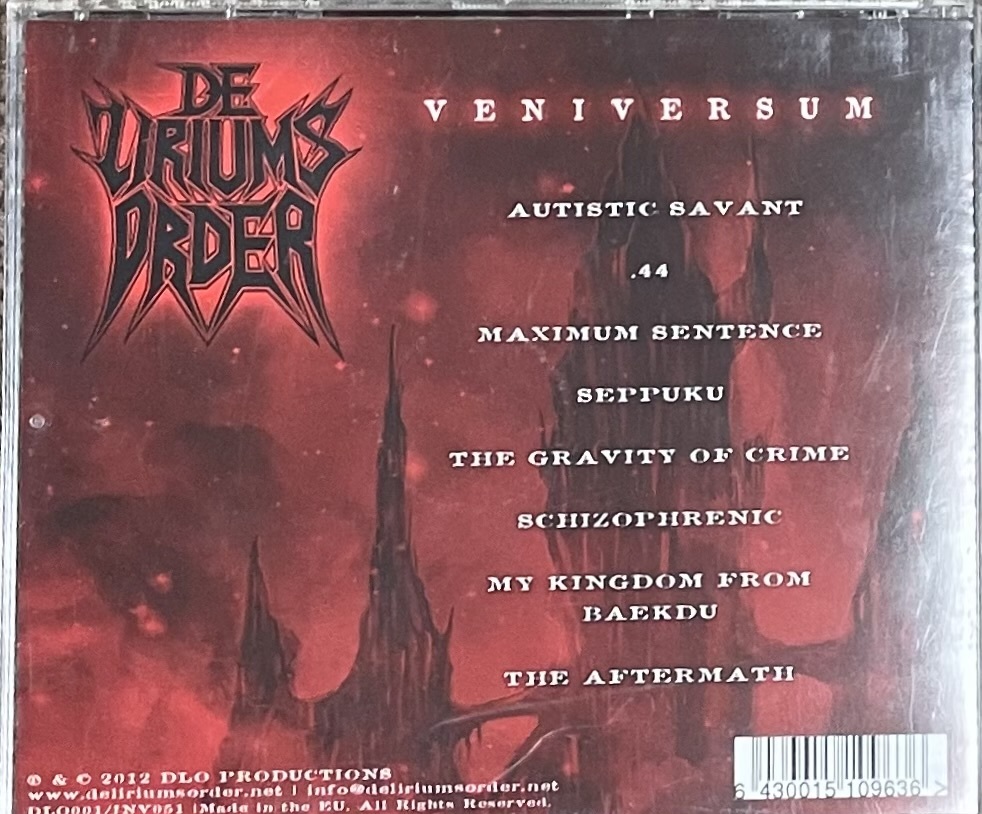 DE
LIRIUMS
ORDER
VENIVERSUM
AUTISTIC SAVANT
.44
MAXIMUM SENTENCE
SEPPUKU
THE GRAVITY OF CRIME
SCHIZOPHRENIC
MY KINGDOM FROM
BAEKDU
THE AFTERMATH
℗ & © 2012 DLO PRODUCTIONS
www.deliriumsorder.net | info@deliriumsorder.net
DLO001/INV051 |Made in the EU. All Rights Reserved.
6 430015 109636 >